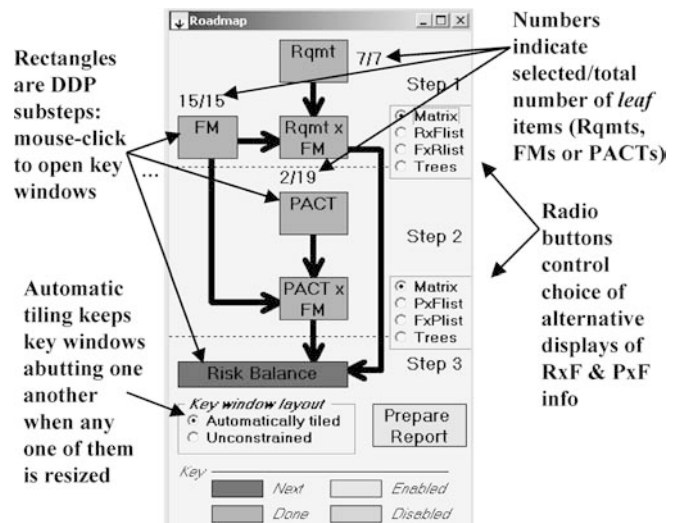 Roadmap
Rectangles
are DDP
substeps:
mouse-click
to open key
windows
...
Numbers
indicate
selected/total
number of leaf
items (Rqmts,
FMs or PACTs)
Rqmt
7/7
Step 1
15/15
FM
Rqmt x
FM
Matrix
RxFlist
FxRlist
Trees
2/19
PACT
Step 2
Radio
buttons
control
choice of
alternative
displays of
RxF & PxF
info
PACT x
FM
Matrix
PxFlist
FxPlist
Trees
Automatic
tiling keeps
key windows
abutting one
another
when any
one of them
is resized
Step 3
Risk Balance
Key window layout
Automatically tiled
Unconstrained
Prepare
Report
Key
Next
Enabled
Done
Disabled